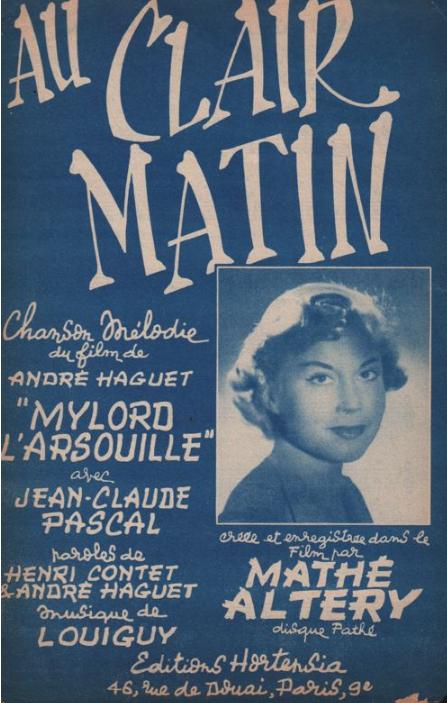 AU CLAIR
MATIN
Chanson Mélodie
du film de
ANDRÉ HAGUET
"MYLORD
L'ARSOUILLE"
avec
JEAN-CLAUDE
PASCAL
paroles de
HENRI CONTET
& ANDRÉ HAGUET
musique de
LOUIGUY
créée et enregistrée dans le
Film par
MATHÉ
ALTERY
disque Pathé
Editions Hortensia
46, rue de Douai, Paris, 9e